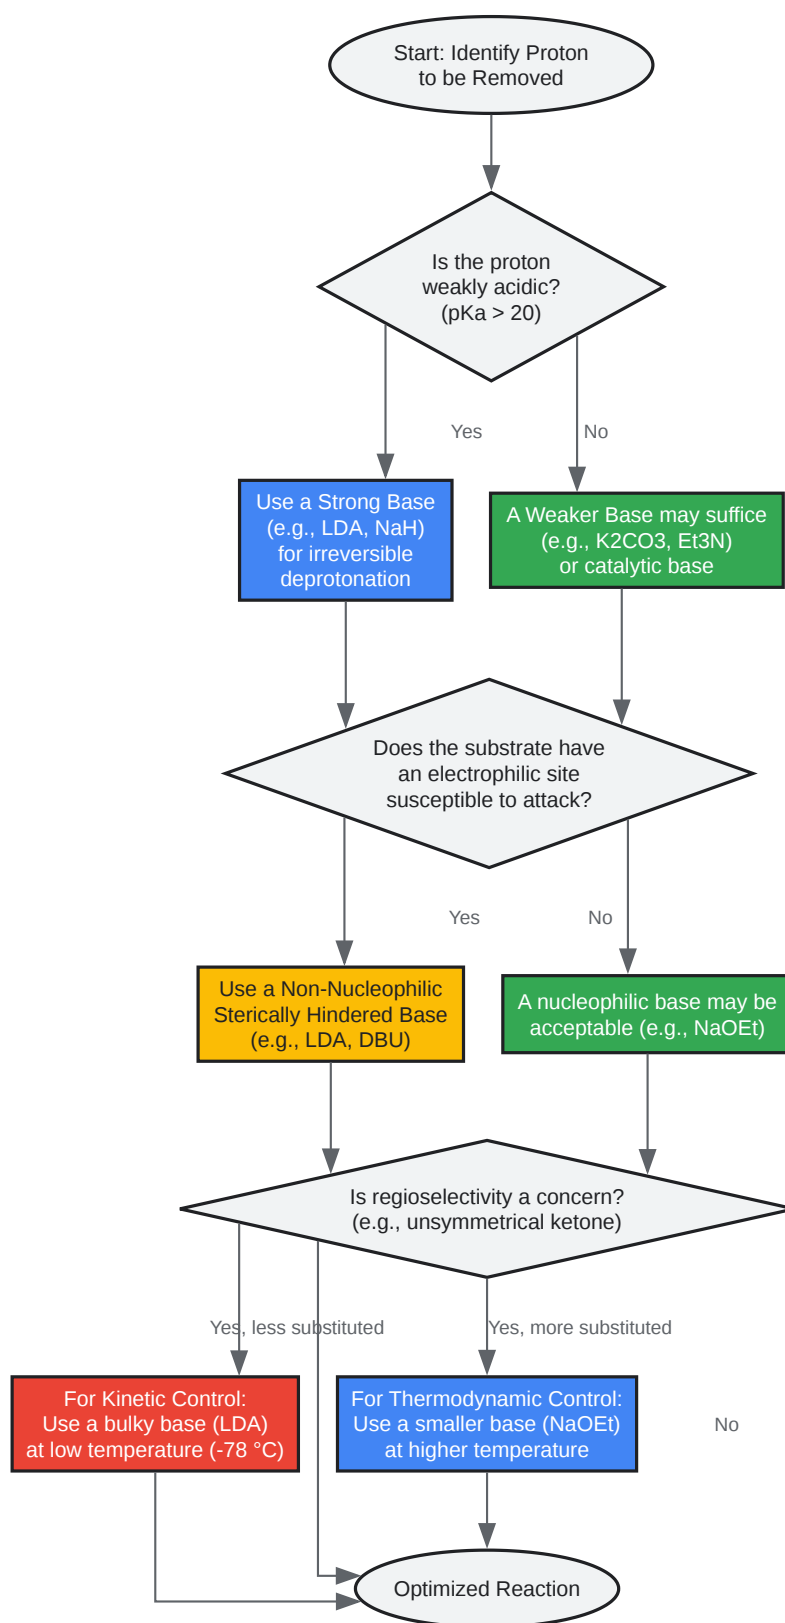 Start: Identify Proton
to be Removed
Is the proton
weakly acidic?
(pKa > 20)
Yes
No
Use a Strong Base
(e.g., LDA, NaH)
for irreversible
deprotonation
A Weaker Base may suffice
(e.g., K2CO3, Et3N)
or catalytic base
Does the substrate have
an electrophilic site
susceptible to attack?
Yes
No
Use a Non-Nucleophilic
Sterically Hindered Base
(e.g., LDA, DBU)
A nucleophilic base may be
acceptable (e.g., NaOEt)
Is regioselectivity a concern?
(e.g., unsymmetrical ketone)
Yes, less substituted
Yes, more substituted
For Kinetic Control:
Use a bulky base (LDA)
at low temperature (-78 °C)
For Thermodynamic Control:
Use a smaller base (NaOEt)
at higher temperature
No
Optimized Reaction